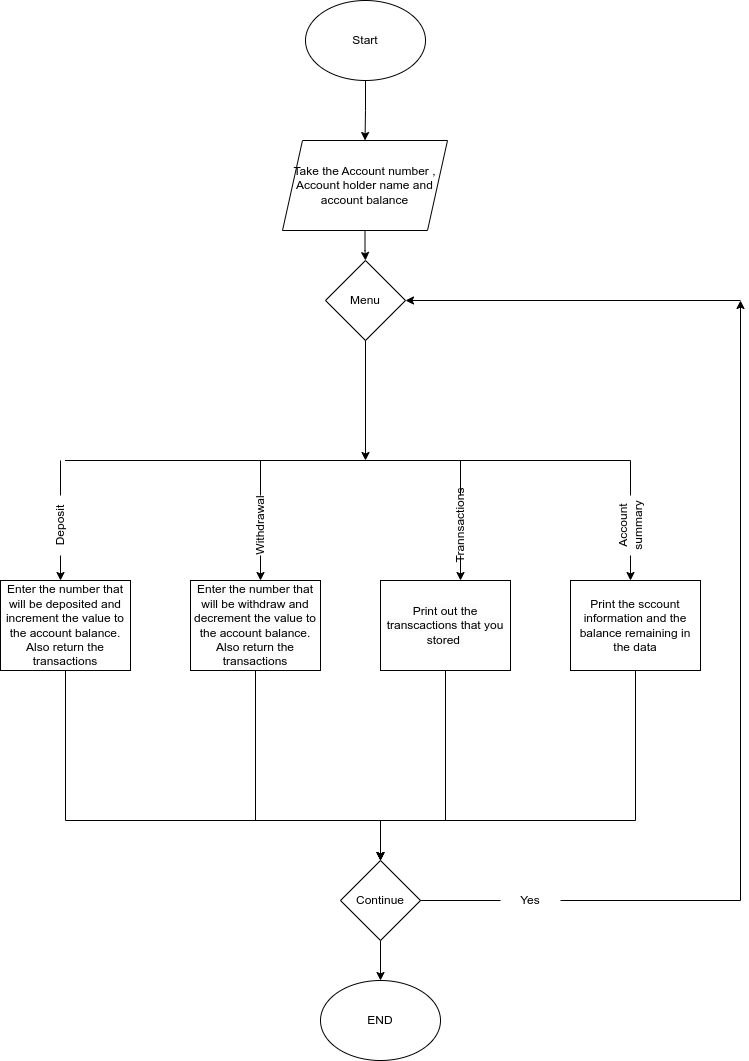 Start
Take the Account number ,
Account holder name and
account balance
Menu
Deposit
Withdrawal
Trannsactions
Account
summary
Enter the number that
will be deposited and
increment the value to
the account balance.
Also return the
transactions
Enter the number that
will be withdraw and
decrement the value to
the account balance.
Also return the
transactions
Print out the
transcactions that you
stored
Print the sccount
information and the
balance remaining in
the data
Continue
Yes
END